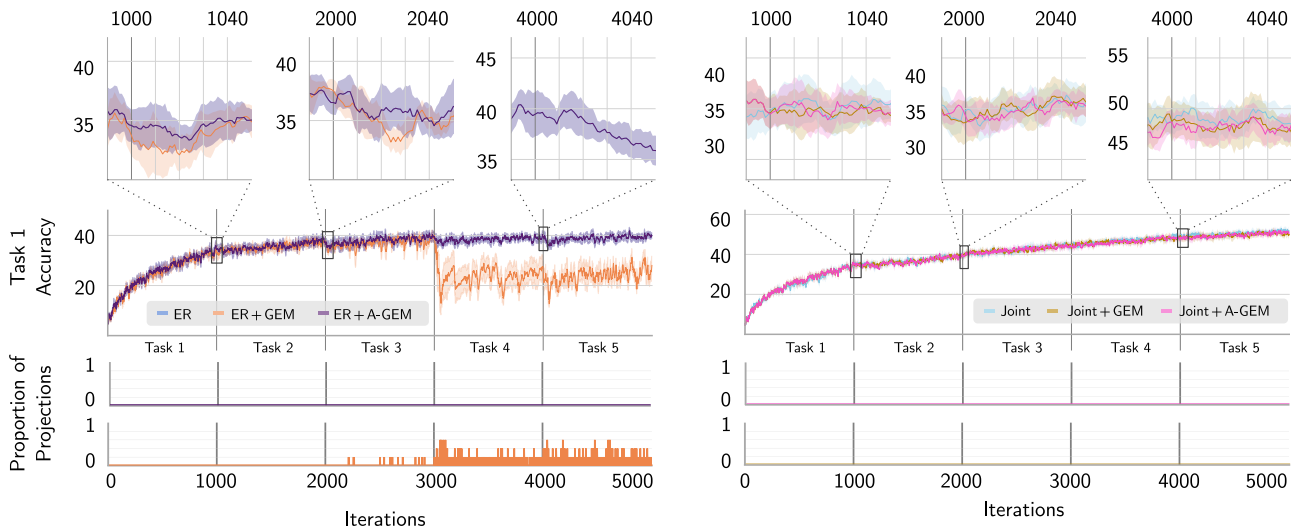 1000 1040 2000 2040 4000 4040
40
35
40
35
45
40
35
Task 1
Accuracy
40
20
ER ER + GEM ER + A-GEM
Task 1 Task 2 Task 3 Task 4 Task 5
Proportion of
Projections
1
0
1
0
0 1000 2000 3000 4000 5000
Iterations
1000 1040 2000 2040 4000 4040
40
35
30
40
35
30
55
50
45
60
40
20
Joint Joint + GEM Joint + A-GEM
Task 1 Task 2 Task 3 Task 4 Task 5
1
0
1
0
0 1000 2000 3000 4000 5000
Iterations